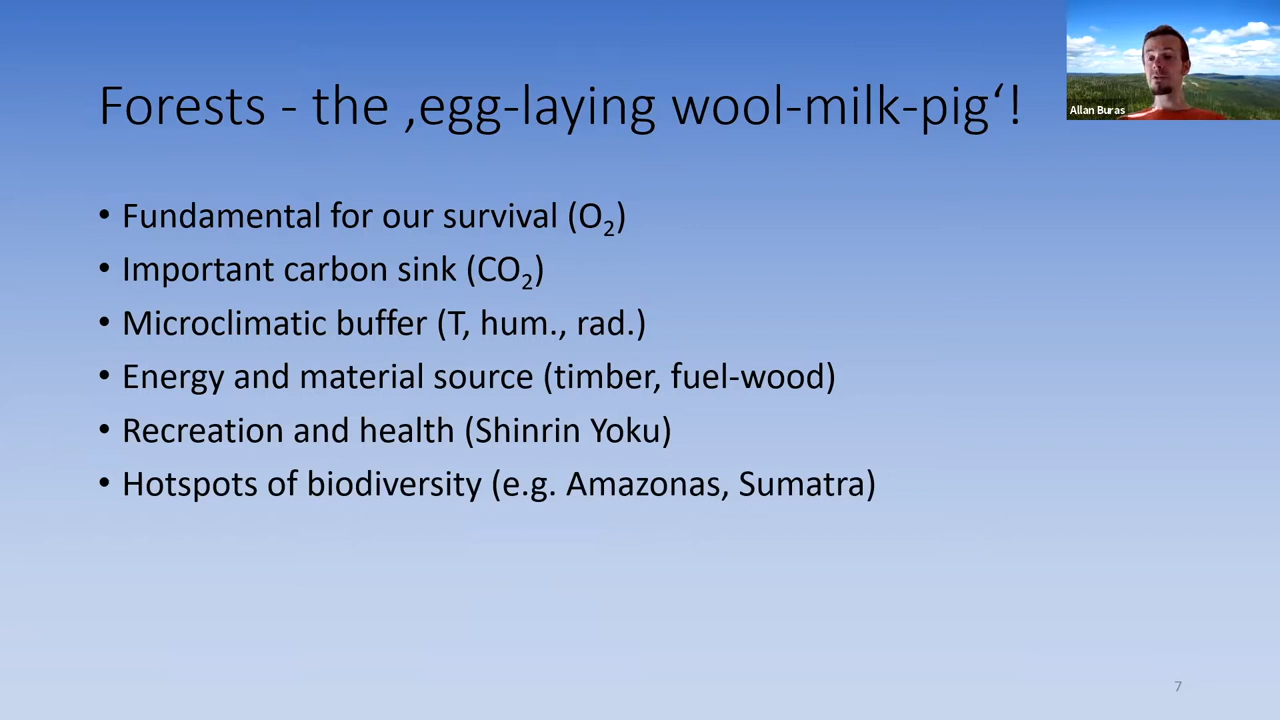 Forests - the ‚egg-laying wool-milk-pig‘!
Allan Buras
• Fundamental for our survival (O₂)
• Important carbon sink (CO₂)
• Microclimatic buffer (T, hum., rad.)
• Energy and material source (timber, fuel-wood)
• Recreation and health (Shinrin Yoku)
• Hotspots of biodiversity (e.g. Amazonas, Sumatra)
7